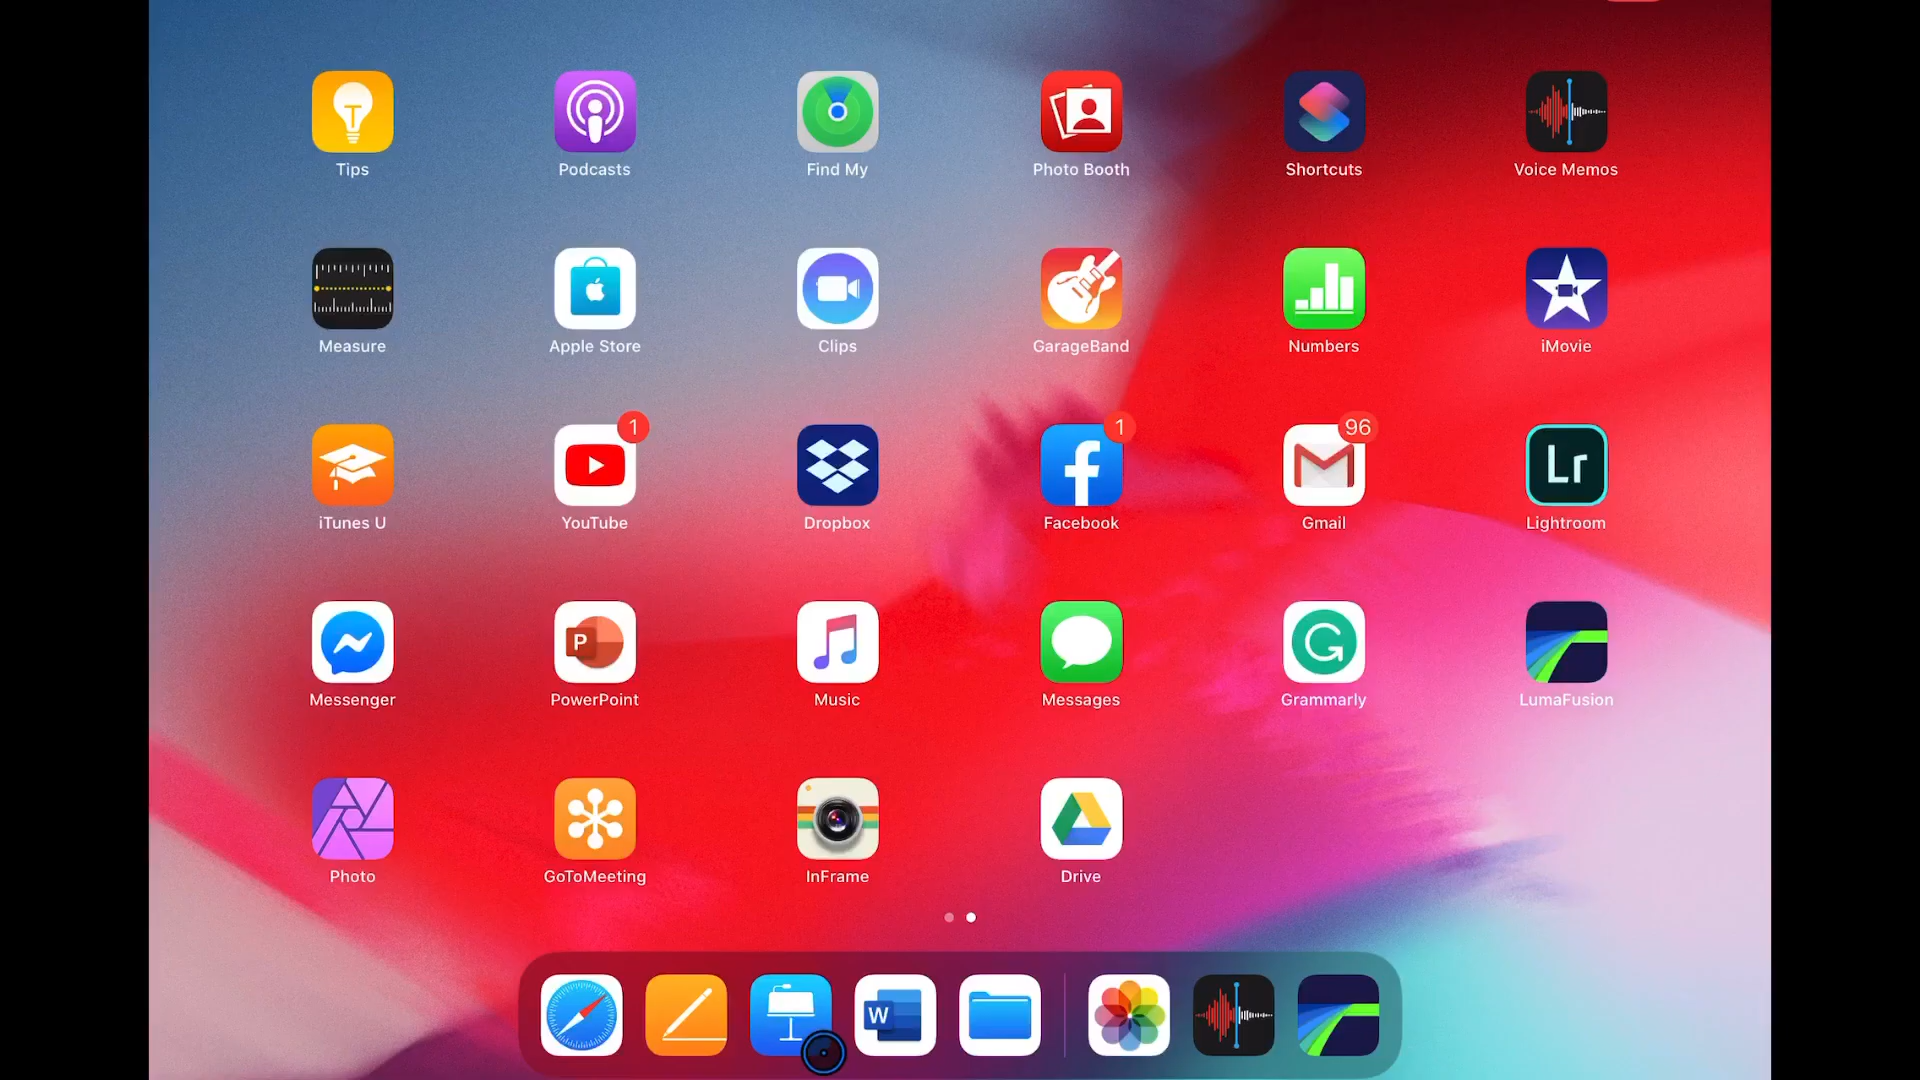 Tips
Podcasts
Find My
Photo Booth
Shortcuts
Voice Memos
Measure
Apple Store
Clips
GarageBand
Numbers
iMovie
1
1
96
Lr
iTunes U
YouTube
Dropbox
Facebook
Gmail
Lightroom
P
Messenger
PowerPoint
Music
Messages
Grammarly
LumaFusion
Photo
GoToMeeting
InFrame
Drive
W